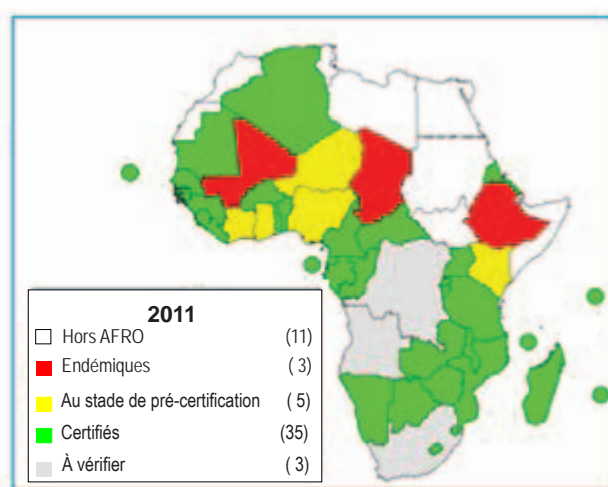 2011
Hors AFRO (11)
Endémiques ( 3)
Au stade de pré-certification ( 5)
Certifiés (35)
À vérifier ( 3)